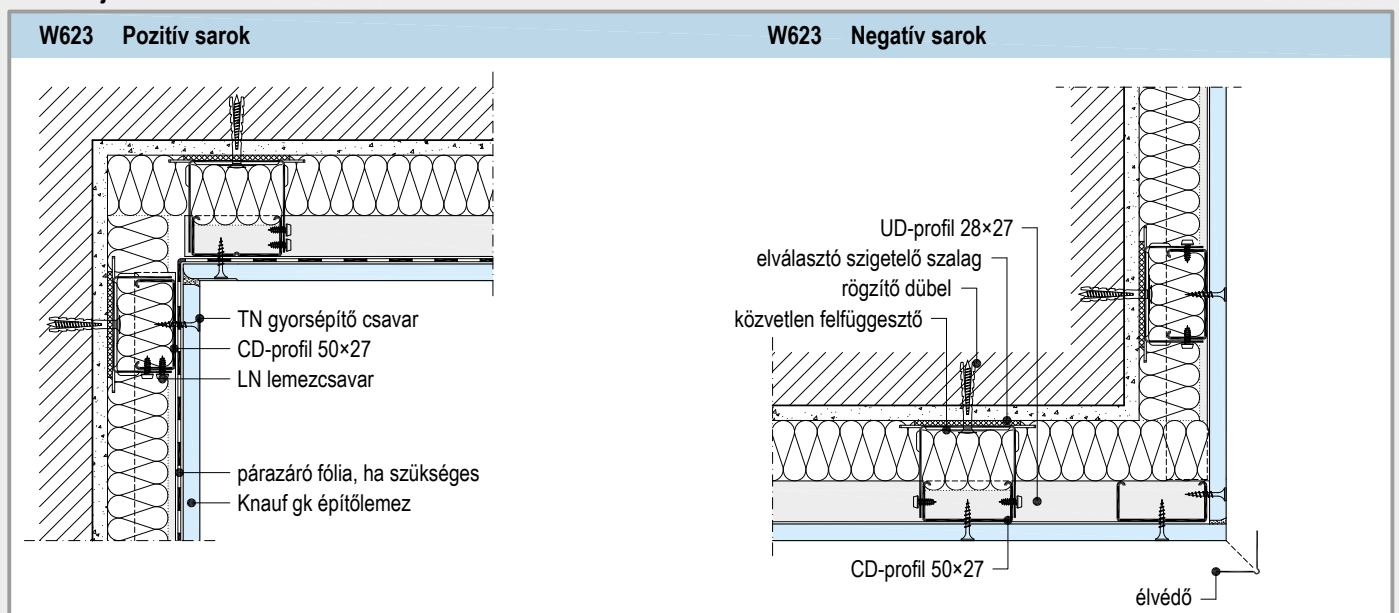 W623 Pozitív sarok
W623 Negatív sarok
TN gyorsépítő csavar
CD-profil 50×27
LN lemezcsavar
párazáró fólia, ha szükséges
Knauf gk építőlemez
UD-profil 28×27
elválasztó szigetelő szalag
rögzítő dübel
közvetlen felfüggesztő
CD-profil 50×27
élvédő